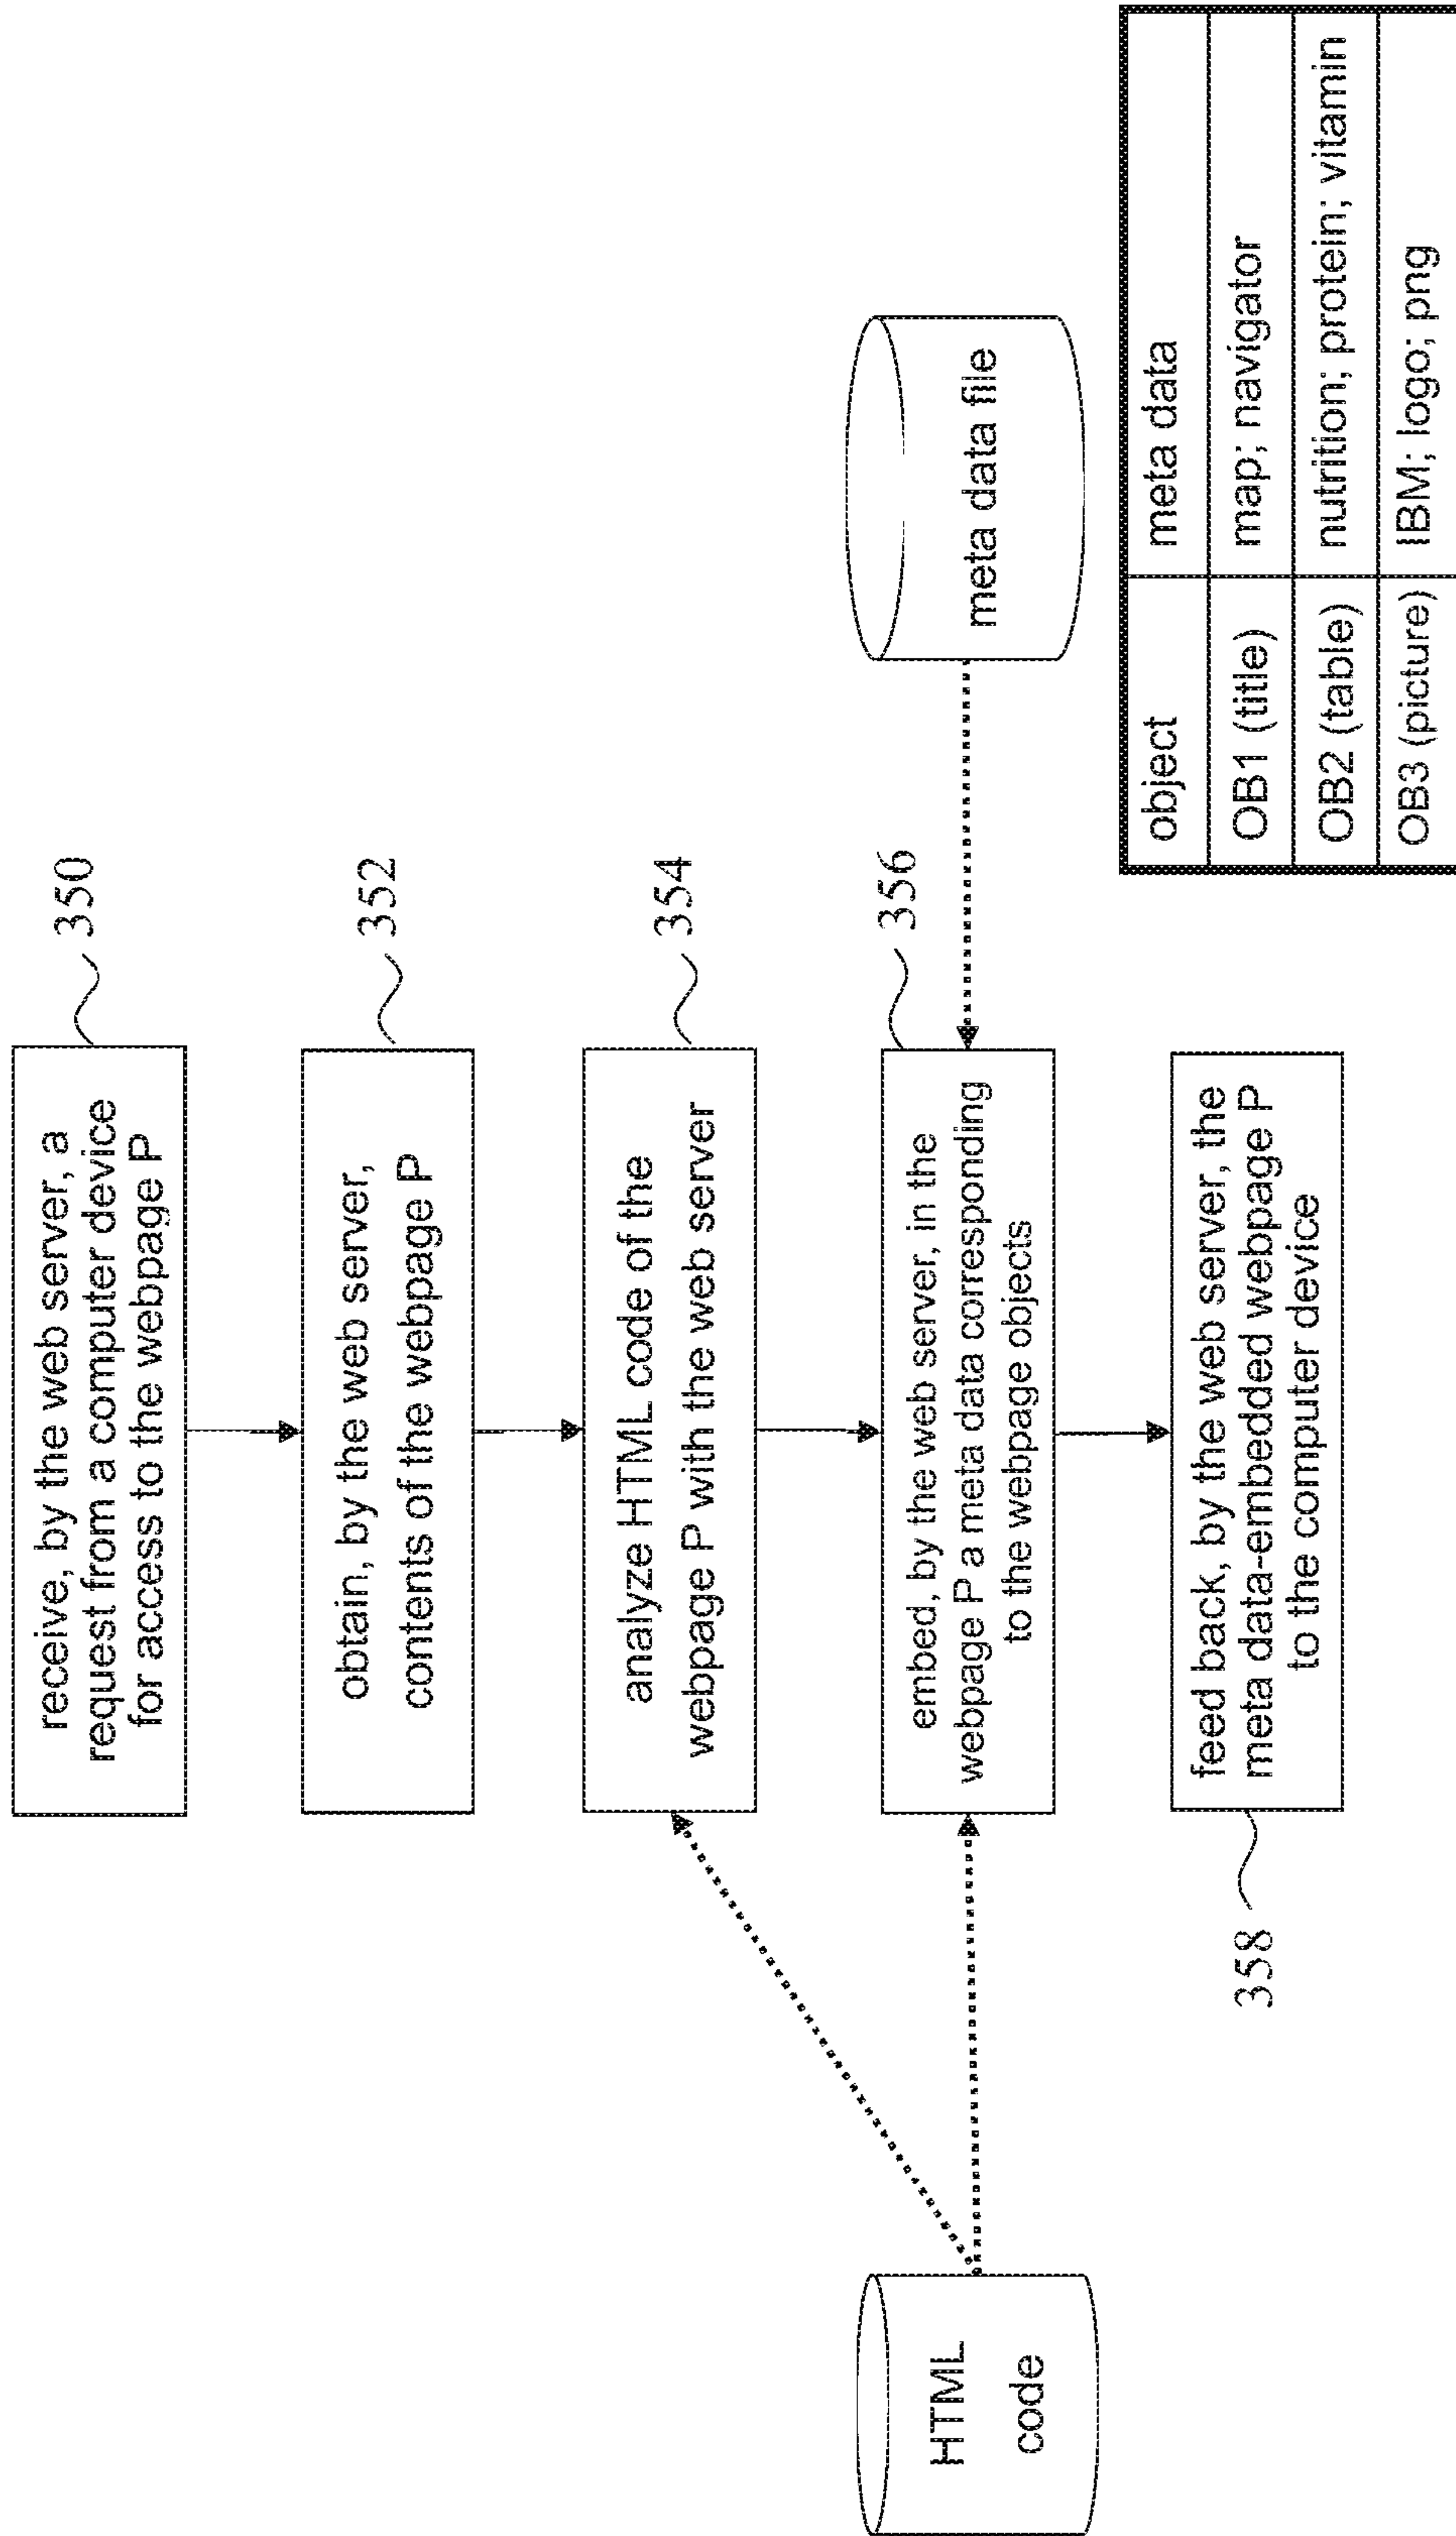 receive, by the web server, a
request from a computer device
for access to the webpage P
350
obtain, by the web server,
contents of the webpage P
352
analyze HTML code of the
webpage P with the web server
354
HTML
code
embed, by the web server, in the
webpage P a meta data corresponding
to the webpage objects
356
meta data file
358
feed back, by the web server, the
meta data-embedded webpage P
to the computer device
object meta data
OB1 (title) map; navigator
OB2 (table) nutrition; protein; vitamin
OB3 (picture) IBM; logo; png